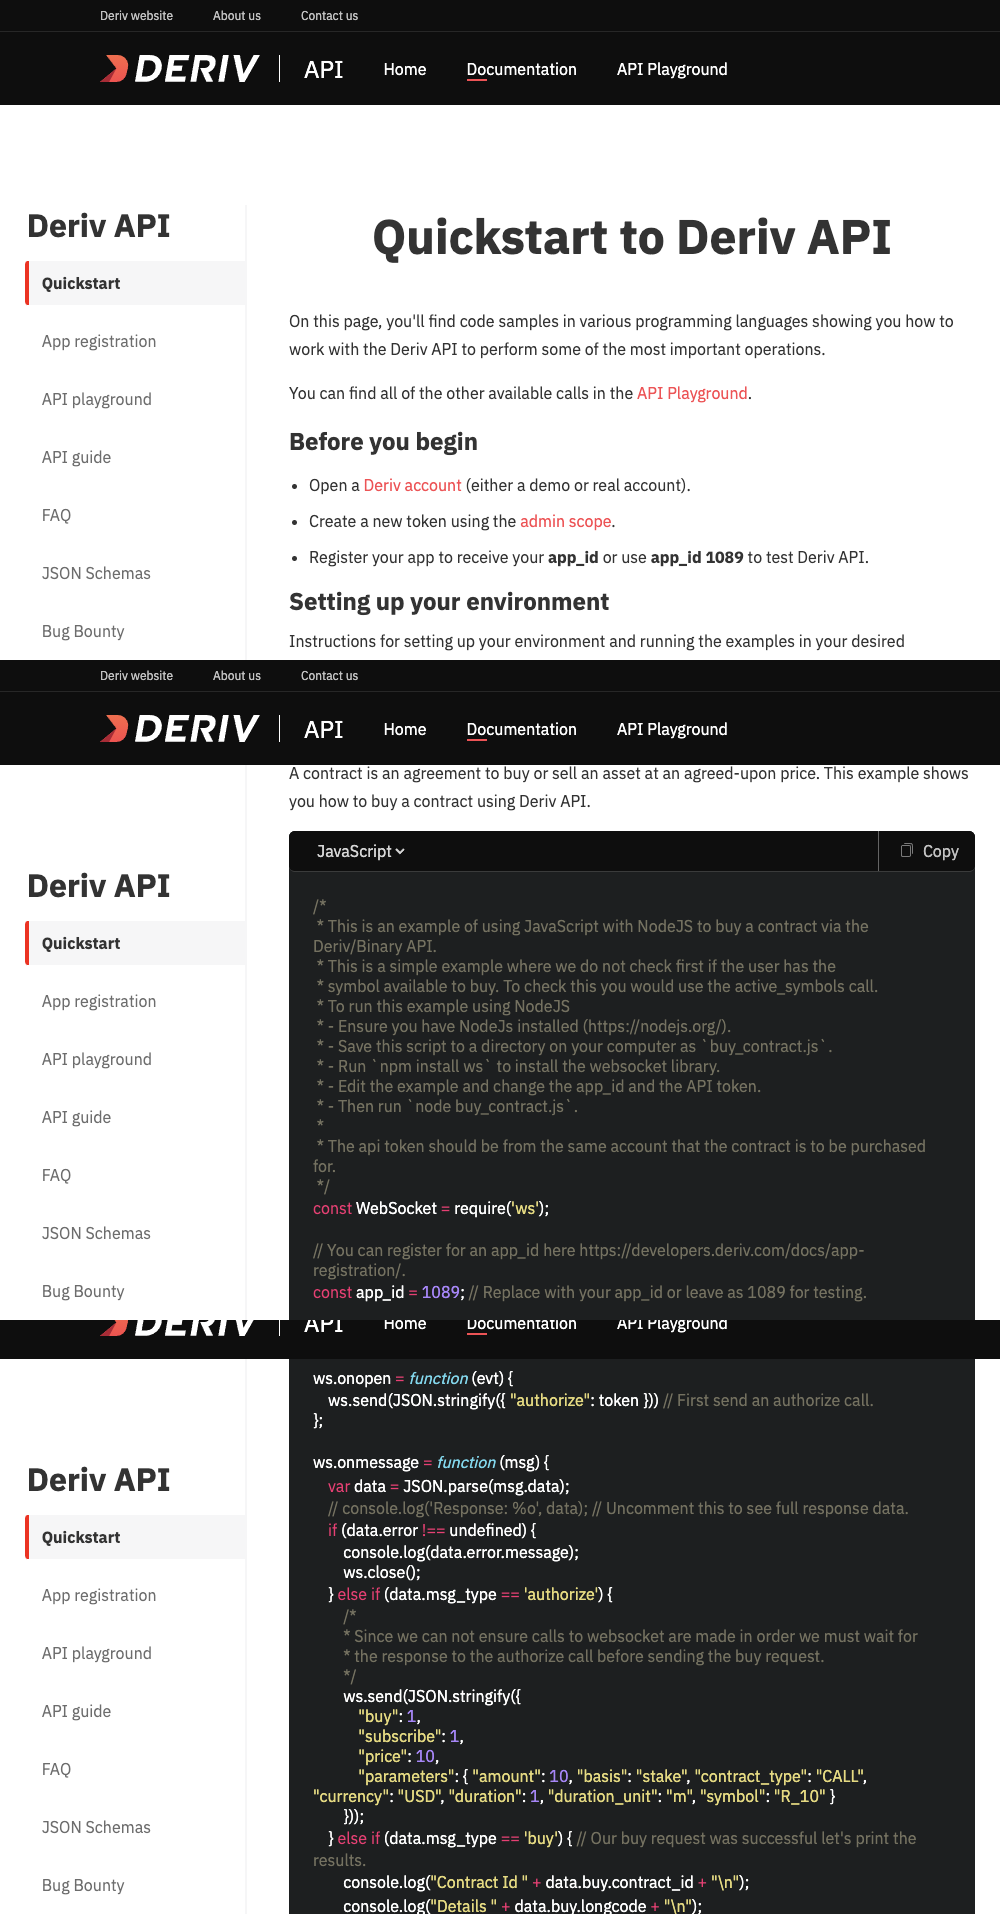 Deriv website About us Contact us
DERIV API Home Documentation API Playground
Deriv API
Quickstart
App registration
API playground
API guide
FAQ
JSON Schemas
Bug Bounty
Quickstart to Deriv API
On this page, you'll find code samples in various programming languages showing you how to
work with the Deriv API to perform some of the most important operations.
You can find all of the other available calls in the API Playground.
Before you begin
• Open a Deriv account (either a demo or real account).
• Create a new token using the admin scope.
• Register your app to receive your app_id or use app_id 1089 to test Deriv API.
Setting up your environment
Instructions for setting up your environment and running the examples in your desired
Deriv website About us Contact us
DERIV API Home Documentation API Playground
Deriv API
Quickstart
App registration
API playground
API guide
FAQ
JSON Schemas
Bug Bounty
A contract is an agreement to buy or sell an asset at an agreed-upon price. This example shows
you how to buy a contract using Deriv API.
JavaScript Copy
/*
* This is an example of using JavaScript with NodeJS to buy a contract via the
Deriv/Binary API.
* This is a simple example where we do not check first if the user has the
* symbol available to buy. To check this you would use the active_symbols call.
* To run this example using NodeJS
* - Ensure you have NodeJs installed (https://nodejs.org/).
* - Save this script to a directory on your computer as `buy_contract.js`.
* - Run `npm install ws` to install the websocket library.
* - Edit the example and change the app_id and the API token.
* - Then run `node buy_contract.js`.
*
* The api token should be from the same account that the contract is to be purchased
for.
*/
const WebSocket = require('ws');
// You can register for an app_id here https://developers.deriv.com/docs/app-
registration/.
const app_id = 1089; // Replace with your app_id or leave as 1089 for testing.
DERIV API Home Documentation API Playground
Deriv API
Quickstart
App registration
API playground
API guide
FAQ
JSON Schemas
Bug Bounty
ws.onopen = function (evt) {
ws.send(JSON.stringify({ "authorize": token })) // First send an authorize call.
};
ws.onmessage = function (msg) {
var data = JSON.parse(msg.data);
// console.log('Response: %o', data); // Uncomment this to see full response data.
if (data.error !== undefined) {
console.log(data.error.message);
ws.close();
} else if (data.msg_type == 'authorize') {
/*
* Since we can not ensure calls to websocket are made in order we must wait for
* the response to the authorize call before sending the buy request.
*/
ws.send(JSON.stringify({
"buy": 1,
"subscribe": 1,
"price": 10,
"parameters": { "amount": 10, "basis": "stake", "contract_type": "CALL",
"currency": "USD", "duration": 1, "duration_unit": "m", "symbol": "R_10" }
}));
} else if (data.msg_type == 'buy') { // Our buy request was successful let's print the
results.
console.log("Contract Id " + data.buy.contract_id + "\n");
console.log("Details " + data.buy.longcode + "\n");